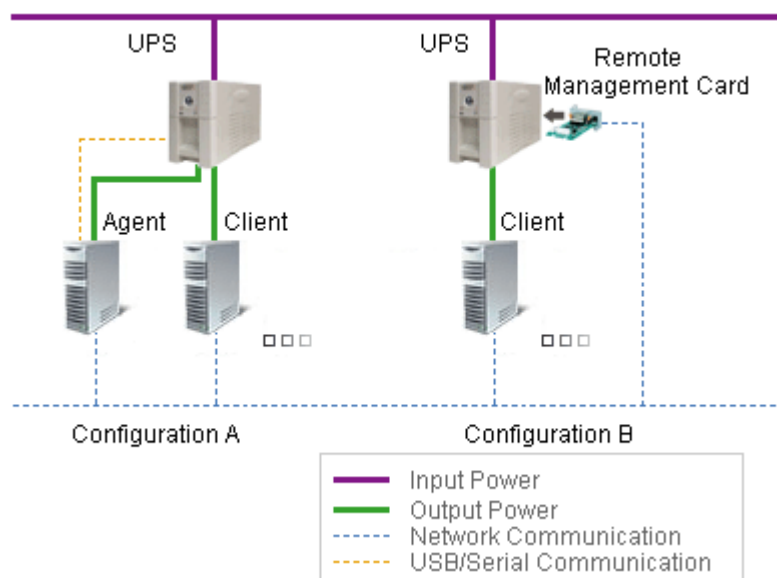 UPS
UPS
Remote
Management Card
Agent
Client
Client
Configuration A
Configuration B
Input Power
Output Power
Network Communication
USB/Serial Communication